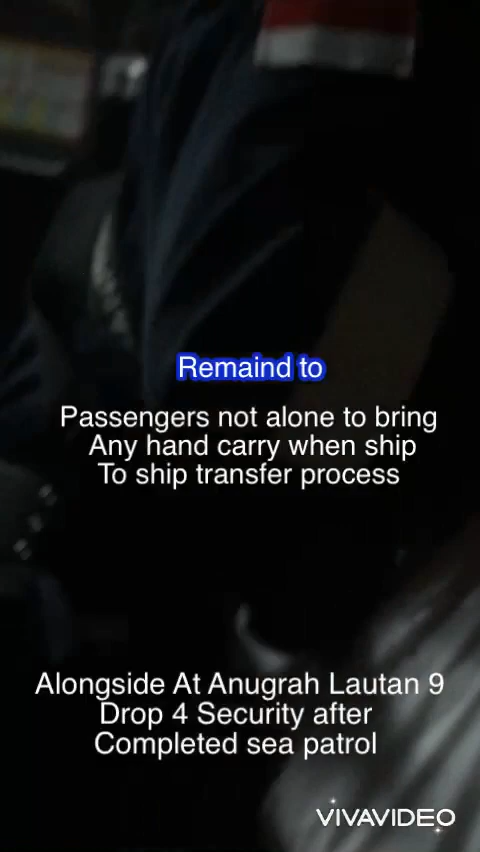 Remaind to
Passengers not alone to bring
Any hand carry when ship
To ship transfer process
Alongside At Anugrah Lautan 9
Drop 4 Security after
Completed sea patrol
VIVAVIDEO